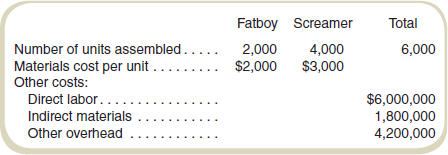 Fatboy Screamer Total
Number of units assembled..... 2,000 4,000 6,000
Materials cost per unit......... $2,000 $3,000
Other costs:
Direct labor................ $6,000,000
Indirect materials........... 1,800,000
Other overhead............ 4,200,000